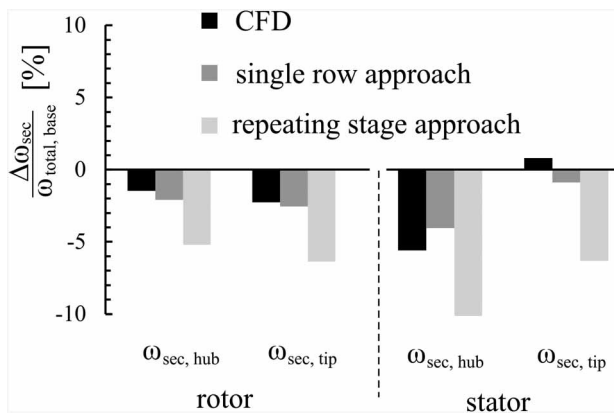 10
5
0
-5
-10
Δω_sec / ω_total, base [%]
CFD
single row approach
repeating stage approach
ω_sec, hub ω_sec, tip ω_sec, hub ω_sec, tip
rotor stator